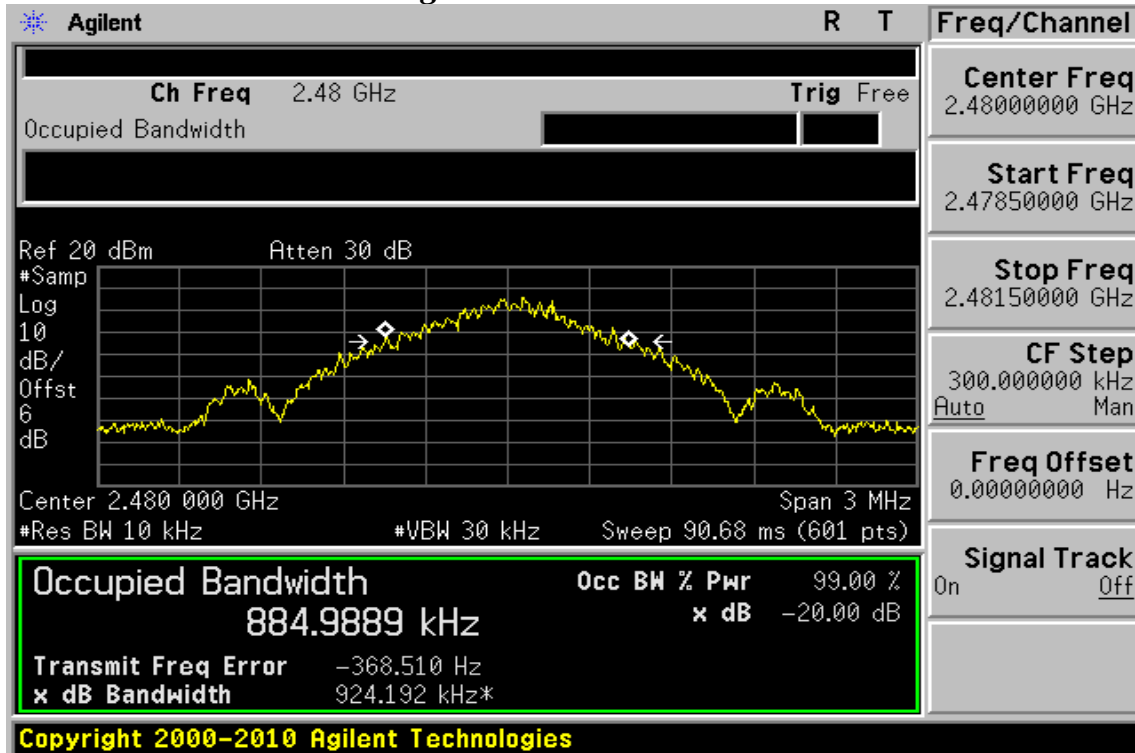 Agilent R T
Freq/Channel
Ch Freq 2.48 GHz Trig Free
Occupied Bandwidth
Center Freq
2.48000000 GHz
Start Freq
2.47850000 GHz
Stop Freq
2.48150000 GHz
CF Step
300.000000 kHz
Auto Man
Freq Offset
0.00000000 Hz
Signal Track
On Off
Ref 20 dBm Atten 30 dB
#Samp
Log
10
dB/
Offst
6
dB
Center 2.480 000 GHz Span 3 MHz
#Res BW 10 kHz #VBW 30 kHz Sweep 90.68 ms (601 pts)
Occupied Bandwidth Occ BW % Pwr 99.00 %
884.9889 kHz x dB -20.00 dB
Transmit Freq Error -368.510 Hz
x dB Bandwidth 924.192 kHz*
Copyright 2000-2010 Agilent Technologies